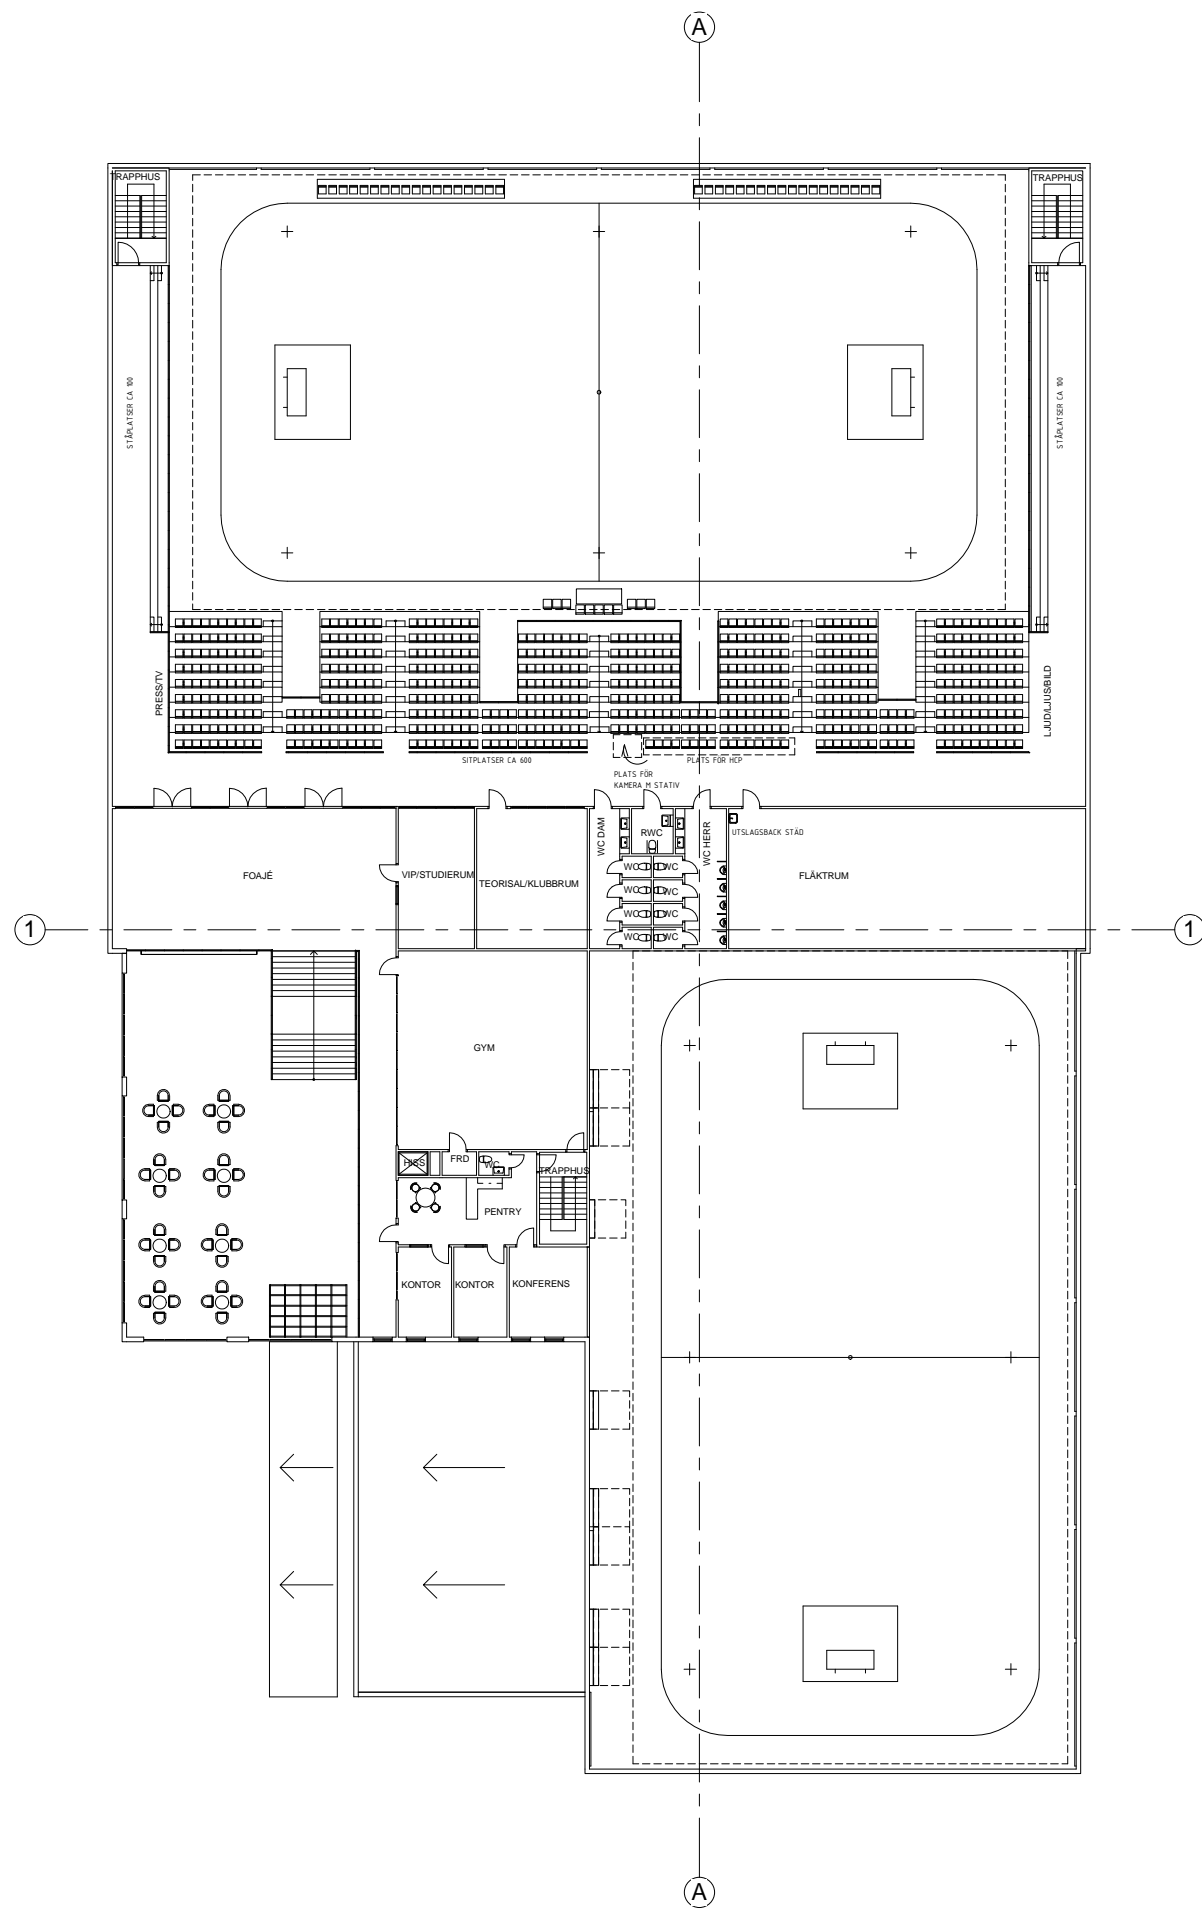 A
TRAPPHUS
TRAPPHUS
STÅPLATSER CA 100
STÅPLATSER CA 100
PRESS/TV
LJUD/LJUS/BILD
SITPLATSER CA 600
PLATS FÖR HCP
PLATS FÖR
KAMERA M STATIV
WC DAM
RWC
WC HERR
UTSLAGSBACK STÄD
FOAJÉ
VIP/STUDIERUM
TEORISAL/KLUBBRUM
FLÄKTRUM
WC
WC
WC
WC
WC
WC
WC
WC
1
1
GYM
HISS
FRD
WC
TRAPPHUS
PENTRY
KONTOR
KONTOR
KONFERENS
A